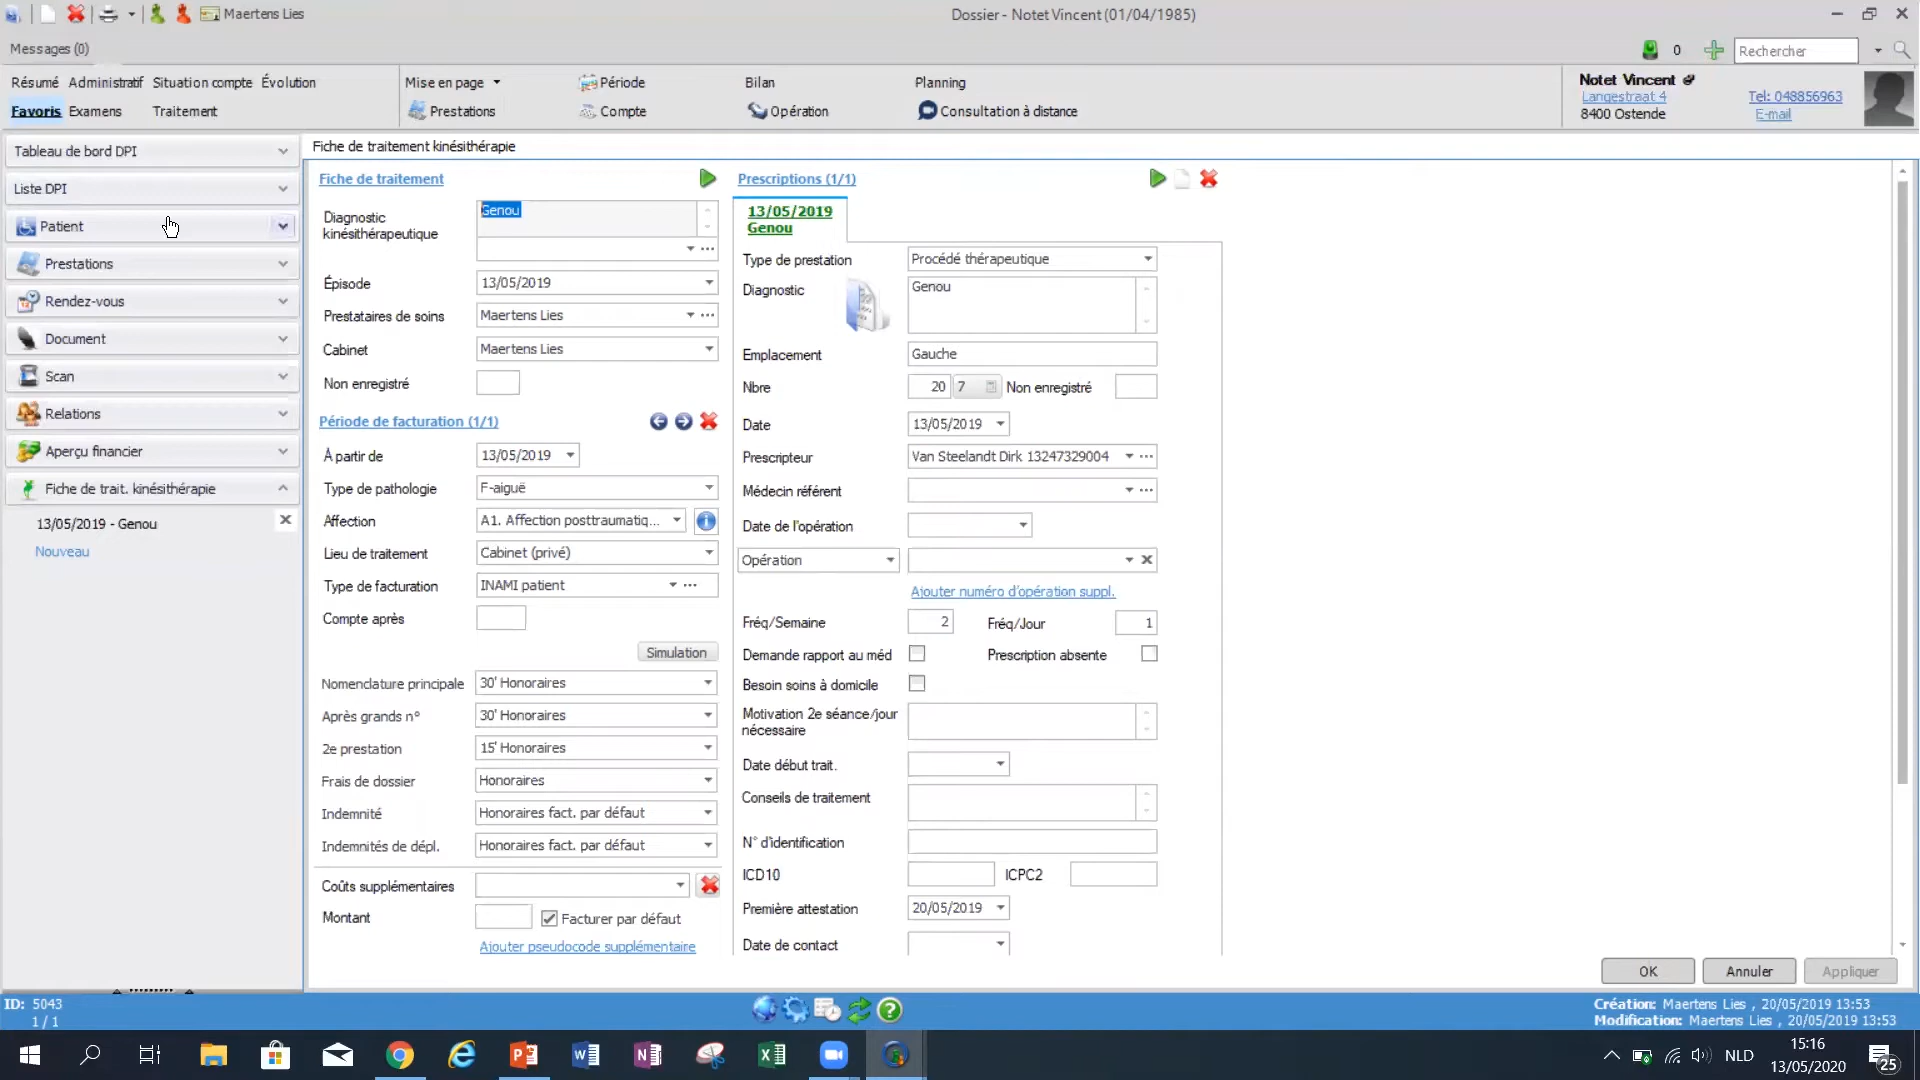 Maertens Lies
Dossier - Notet Vincent (01/04/1985)
Messages (0)
0
Rechercher
Résumé Administratif Situation compte Évolution
Favoris Examens Traitement
Mise en page Période Bilan Planning
Prestations Compte Opération Consultation à distance
Notet Vincent
Langestraat 4
8400 Ostende
Tel: 048856963
E-mail
Tableau de bord DPI
Liste DPI
Patient
Prestations
Rendez-vous
Document
Scan
Relations
Aperçu financier
Fiche de trait. kinésithérapie
13/05/2019 - Genou
Nouveau
Fiche de traitement kinésithérapie
Fiche de traitement
Diagnostic
kinésithérapeutique
Genou
Épisode 13/05/2019
Prestataires de soins Maertens Lies
Cabinet Maertens Lies
Non enregistré
Période de facturation (1/1)
À partir de 13/05/2019
Type de pathologie F-aiguë
Affection A1. Affection posttraumatiq...
Lieu de traitement Cabinet (privé)
Type de facturation INAMI patient
Compte après
Simulation
Nomenclature principale 30' Honoraires
Après grands n° 30' Honoraires
2e prestation 15' Honoraires
Frais de dossier Honoraires
Indemnité Honoraires fact. par défaut
Indemnités de dépl. Honoraires fact. par défaut
Coûts supplémentaires
Montant Facturer par défaut
Ajouter pseudocode supplémentaire
Prescriptions (1/1)
13/05/2019
Genou
Type de prestation Procédé thérapeutique
Diagnostic Genou
Emplacement Gauche
Nbre 20 7 Non enregistré
Date 13/05/2019
Prescripteur Van Steelandt Dirk 13247329004
Médecin référent
Date de l'opération
Opération
Ajouter numéro d'opération suppl.
Fréq/Semaine 2 Fréq/Jour 1
Demande rapport au méd Prescription absente
Besoin soins à domicile
Motivation 2e séance/jour
nécessaire
Date début trait.
Conseils de traitement
N° d'identification
ICD10 ICPC2
Première attestation 20/05/2019
Date de contact
OK Annuler Appliquer
ID: 5043
1 / 1
Création: Maertens Lies , 20/05/2019 13:53
Modification: Maertens Lies , 20/05/2019 13:53
NLD
15:16
13/05/2020
25